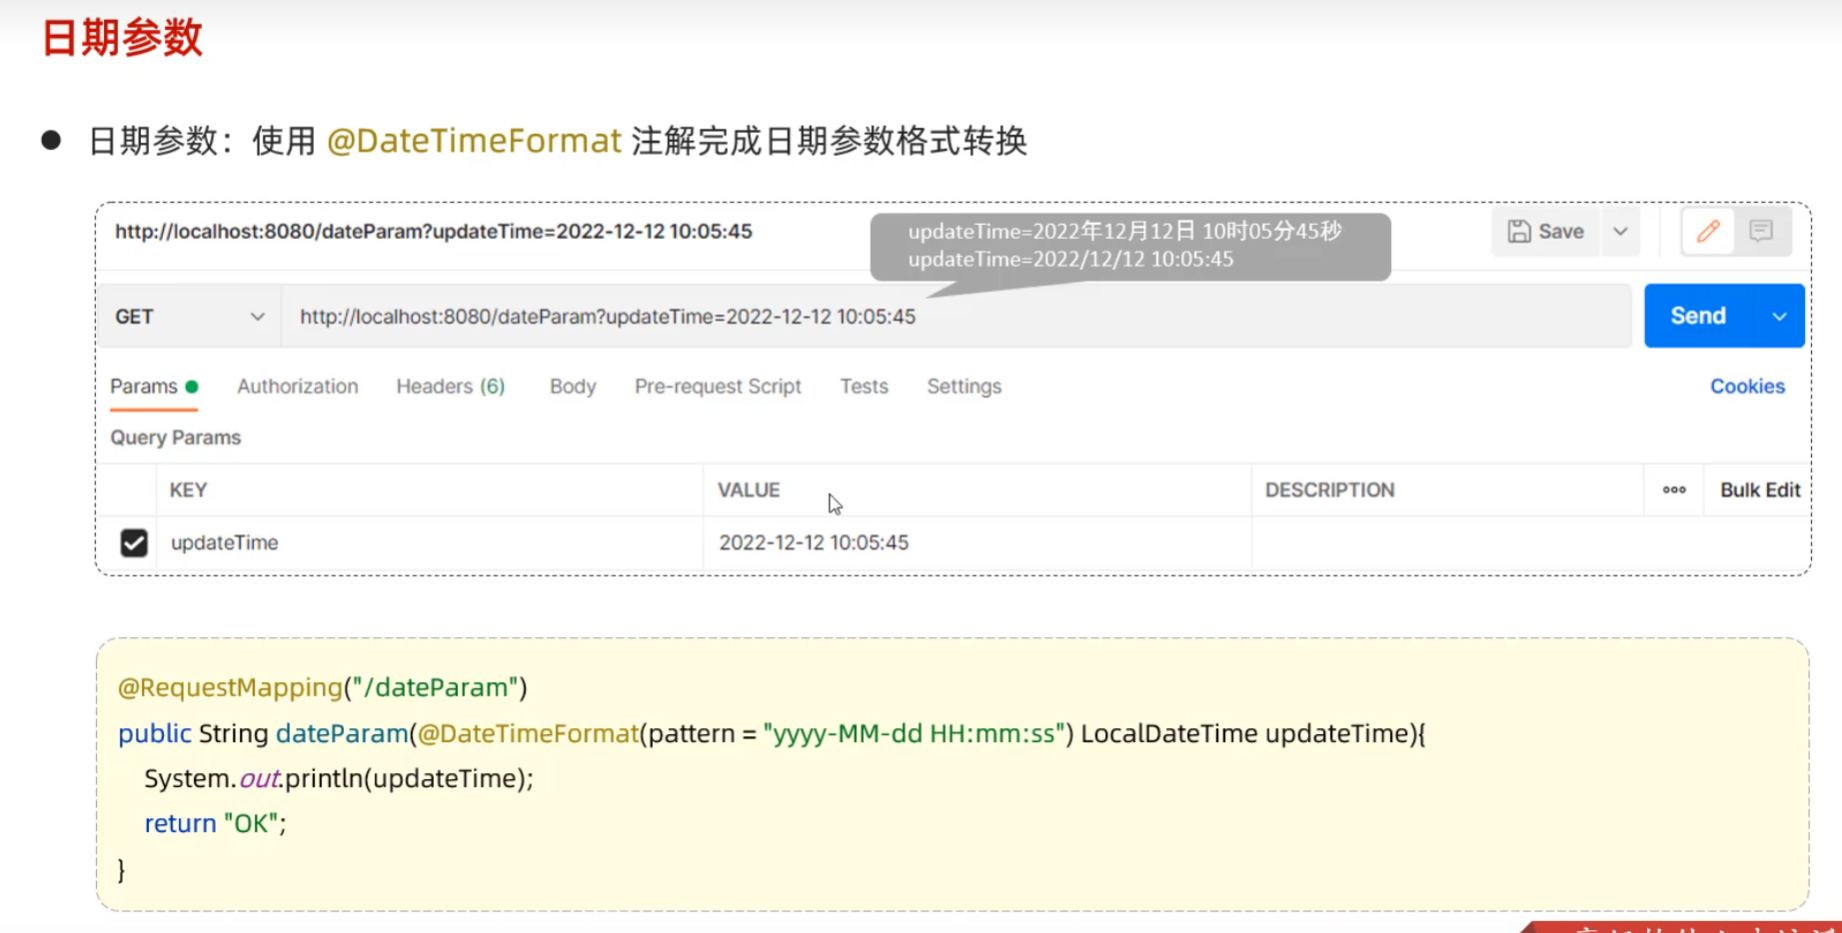 日期参数
● 日期参数：使用 @DateTimeFormat 注解完成日期参数格式转换
http://localhost:8080/dateParam?updateTime=2022-12-12 10:05:45
updateTime=2022年12月12日 10时05分45秒
updateTime=2022/12/12 10:05:45
Save
GET http://localhost:8080/dateParam?updateTime=2022-12-12 10:05:45 Send
Params Authorization Headers (6) Body Pre-request Script Tests Settings Cookies
Query Params
KEY VALUE DESCRIPTION ooo Bulk Edit
updateTime 2022-12-12 10:05:45
@RequestMapping("/dateParam")
public String dateParam(@DateTimeFormat(pattern = "yyyy-MM-dd HH:mm:ss") LocalDateTime updateTime){
System.out.println(updateTime);
return "OK";
}